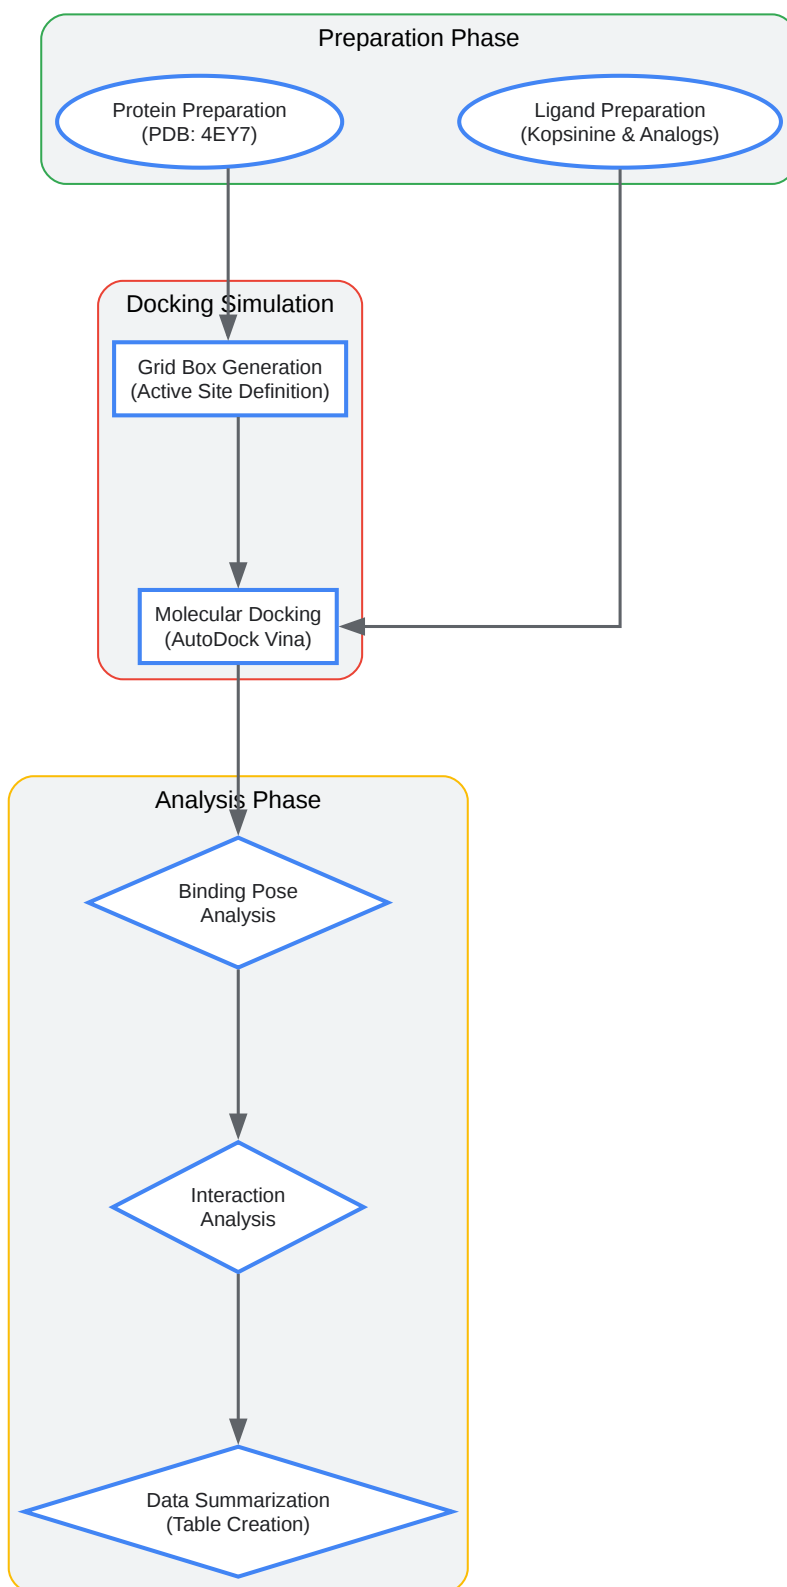 Preparation Phase
Protein Preparation
(PDB: 4EY7)
Ligand Preparation
(Kopsinine & Analogs)
Docking Simulation
Grid Box Generation
(Active Site Definition)
Molecular Docking
(AutoDock Vina)
Analysis Phase
Binding Pose
Analysis
Interaction
Analysis
Data Summarization
(Table Creation)